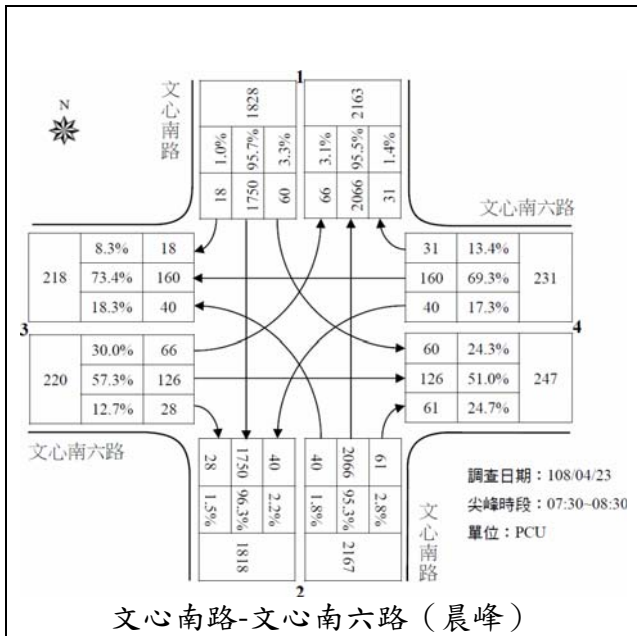 1
文心南路
N
1828
2163
1.0% 95.7% 3.3%
3.1% 95.5% 1.4%
18 1750 60
66 2066 31
文心南六路
218
8.3% 18
73.4% 160
18.3% 40
31 13.4%
160 69.3%
40 17.3%
231
3
4
220
30.0% 66
57.3% 126
12.7% 28
60 24.3%
126 51.0%
61 24.7%
247
文心南六路
28 1750 40
40 2066 61
1.5% 96.3% 2.2%
1.8% 95.3% 2.8%
1818
2167
2
文心南路
調查日期：108/04/23
尖峰時段：07:30~08:30
單位：PCU
文心南路-文心南六路（晨峰）